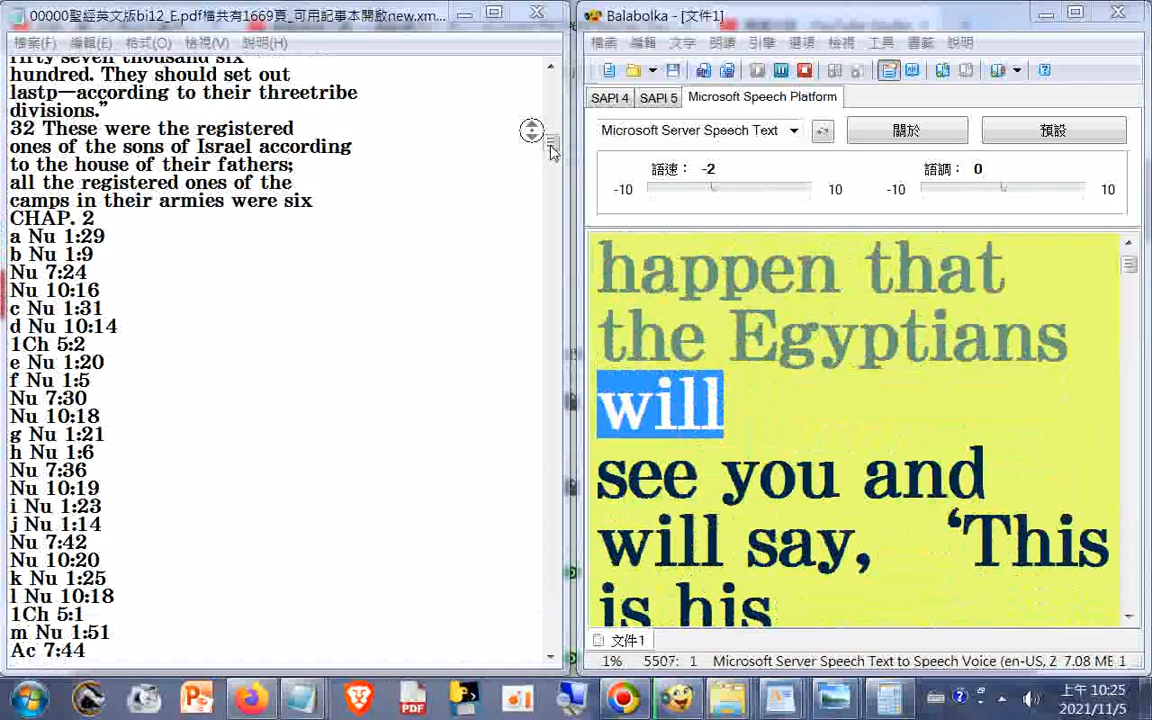 00000聖經英文版bi12_E.pdf檔共有1669頁_可用記事本開啟new.xm...
檔案(F) 編輯(E) 格式(O) 檢視(V) 說明(H)
fifty seven thousand six
hundred. They should set out
lastp—according to their threetribe
divisions.”
32 These were the registered
ones of the sons of Israel according
to the house of their fathers;
all the registered ones of the
camps in their armies were six
CHAP. 2
a Nu 1:29
b Nu 1:9
Nu 7:24
Nu 10:16
c Nu 1:31
d Nu 10:14
1Ch 5:2
e Nu 1:20
f Nu 1:5
Nu 7:30
Nu 10:18
g Nu 1:21
h Nu 1:6
Nu 7:36
Nu 10:19
i Nu 1:23
j Nu 1:14
Nu 7:42
Nu 10:20
k Nu 1:25
l Nu 10:18
1Ch 5:1
m Nu 1:51
Ac 7:44
Balabolka - [文件1]
檔案 編輯 文字 朗讀 引擎 選項 檢視 工具 書籤 說明
SAPI 4 SAPI 5 Microsoft Speech Platform
Microsoft Server Speech Text 關於 預設
語速： -2 語調： 0
-10 10 -10 10
happen that
the Egyptians
will
see you and
will say, ‘This
is his
文件1
1% 5507: 1 Microsoft Server Speech Text to Speech Voice (en-US, Z 7.08 ME 1
上午 10:25
2021/11/5